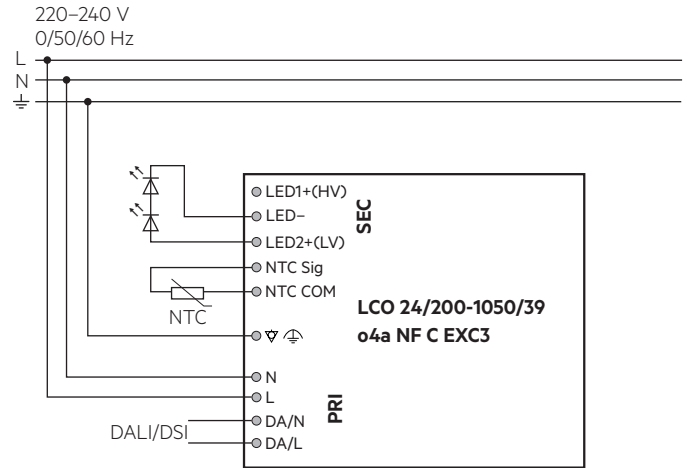 220–240 V
0/50/60 Hz
L
N
LED1+(HV)
LED–
LED2+(LV)
SEC
NTC Sig
NTC COM
NTC
LCO 24/200-1050/39
o4a NF C EXC3
N
L
PRI
DA/N
DALI/DSI
DA/L